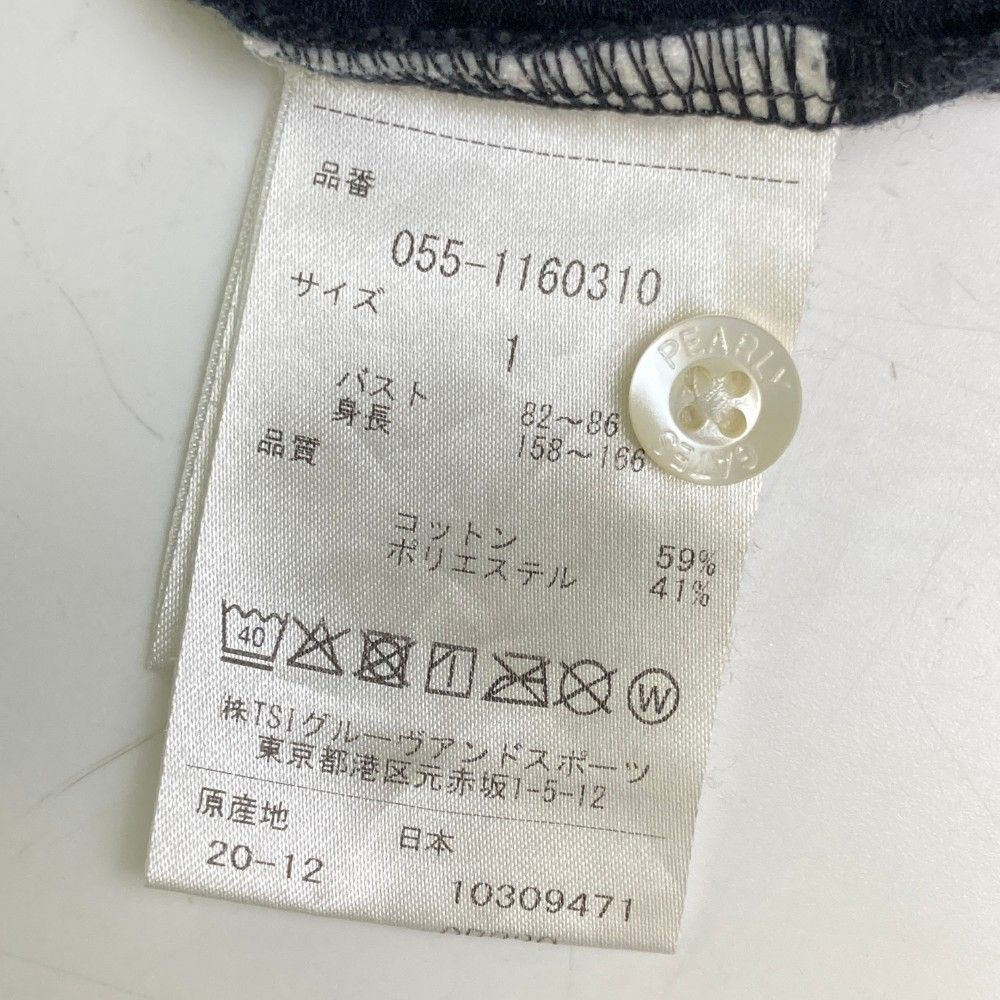 品番
055-1160310
サイズ
1
バスト 82～86
身長 158～166
品質
コットン 59%
ポリエステル 41%
40
W
㈱TSIグルーヴアンドスポーツ
東京都港区元赤坂1-5-12
原産地 日本
20-12 10309471
PEARLY GATES